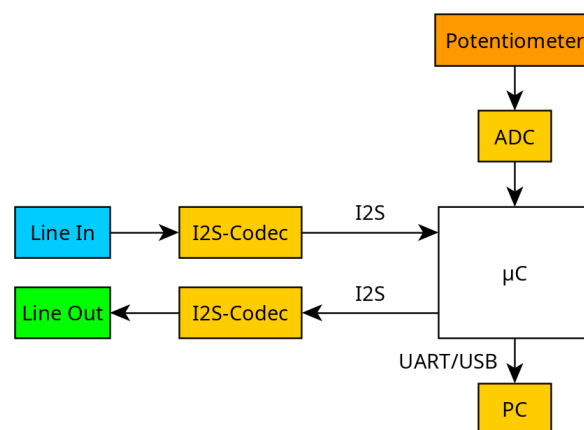 Potentiometer
ADC
I2S
Line In
I2S-Codec
µC
I2S
Line Out
I2S-Codec
UART/USB
PC